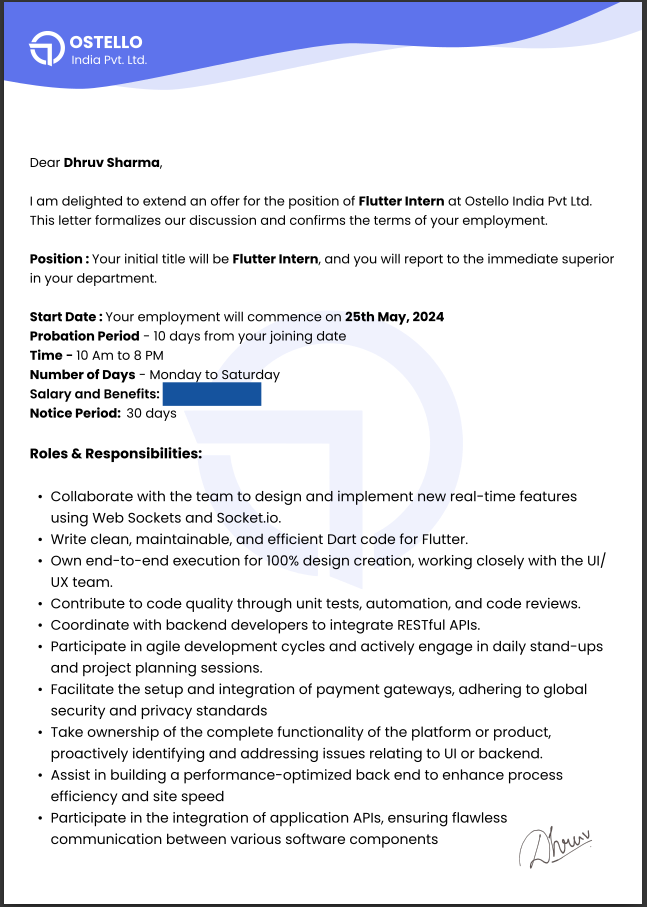 OSTELLO
India Pvt. Ltd.
Dear Dhruv Sharma,
I am delighted to extend an offer for the position of Flutter Intern at Ostello India Pvt Ltd.
This letter formalizes our discussion and confirms the terms of your employment.
Position : Your initial title will be Flutter Intern, and you will report to the immediate superior
in your department.
Start Date : Your employment will commence on 25th May, 2024
Probation Period - 10 days from your joining date
Time - 10 Am to 8 PM
Number of Days - Monday to Saturday
Salary and Benefits:
Notice Period: 30 days
Roles & Responsibilities:
• Collaborate with the team to design and implement new real-time features
using Web Sockets and Socket.io.
• Write clean, maintainable, and efficient Dart code for Flutter.
• Own end-to-end execution for 100% design creation, working closely with the UI/
UX team.
• Contribute to code quality through unit tests, automation, and code reviews.
• Coordinate with backend developers to integrate RESTful APIs.
• Participate in agile development cycles and actively engage in daily stand-ups
and project planning sessions.
• Facilitate the setup and integration of payment gateways, adhering to global
security and privacy standards
• Take ownership of the complete functionality of the platform or product,
proactively identifying and addressing issues relating to UI or backend.
• Assist in building a performance-optimized back end to enhance process
efficiency and site speed
• Participate in the integration of application APIs, ensuring flawless
communication between various software components
Dhruv